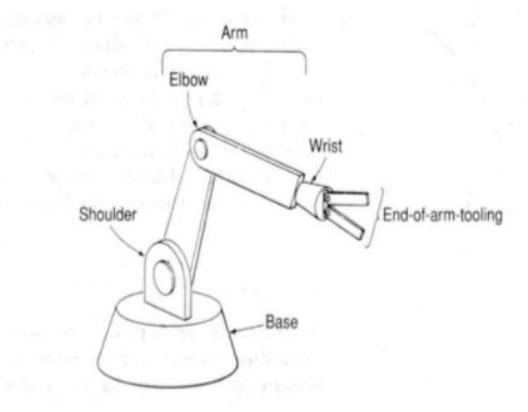 Arm
Elbow
Wrist
Shoulder
End-of-arm-tooling
Base